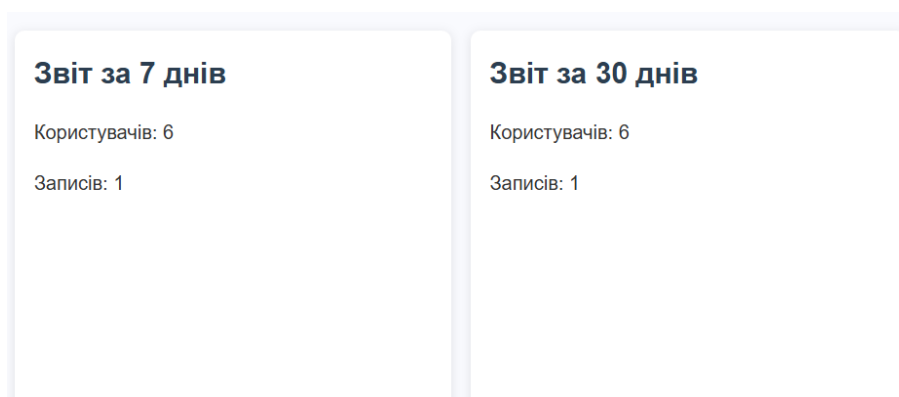 Звіт за 7 днів
Користувачів: 6
Записів: 1
Звіт за 30 днів
Користувачів: 6
Записів: 1